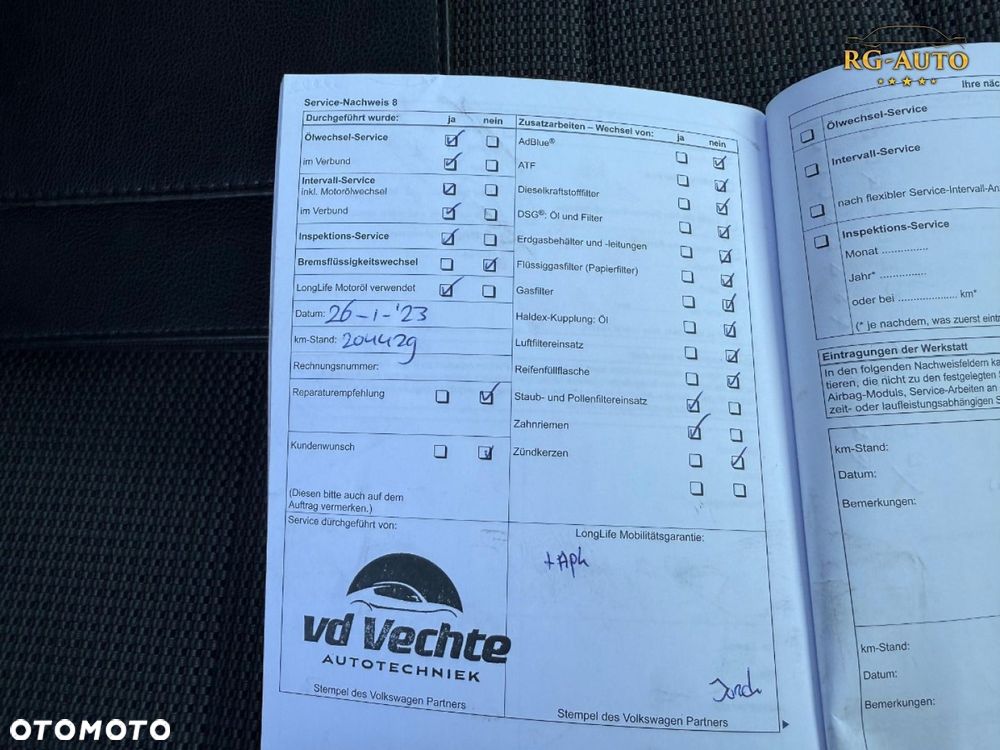 RG-AUTO
Service-Nachweis 8
Durchgeführt wurde: ja nein
Ölwechsel-Service
im Verbund
Intervall-Service
inkl. Motorölwechsel
im Verbund
Inspektions-Service
Bremsflüssigkeitswechsel
LongLife Motoröl verwendet
Datum: 26-1-'23
km-Stand: 204429
Rechnungsnummer:
Reparaturempfehlung
Kundenwunsch
(Diesen bitte auch auf dem
Auftrag vermerken.)
Service durchgeführt von:
vd Vechte
AUTOTECHNIEK
Stempel des Volkswagen Partners
Zusatzarbeiten – Wechsel von: ja nein
AdBlue®
ATF
Dieselkraftstofffilter
DSG®: Öl und Filter
Erdgasbehälter und -leitungen
Flüssiggasfilter (Papierfilter)
Gasfilter
Haldex-Kupplung: Öl
Luftfiltereinsatz
Reifenfüllflasche
Staub- und Pollenfiltereinsatz
Zahnriemen
Zündkerzen
LongLife Mobilitätsgarantie:
+Apk
Stempel des Volkswagen Partners
Ihre näc
Ölwechsel-Service
Intervall-Service
nach flexibler Service-Intervall-An
Inspektions-Service
Monat ..............
Jahr* ..............
oder bei .................... km*
(* je nachdem, was zuerst eintr
Eintragungen der Werkstatt
In den folgenden Nachweisfeldern ka
tieren, die nicht zu den festgelegten S
Airbag-Moduls, Service-Arbeiten an
zeit- oder laufleistungsabhängigen S
km-Stand:
Datum:
Bemerkungen:
km-Stand:
Datum:
Bemerkungen:
OTOMOTO